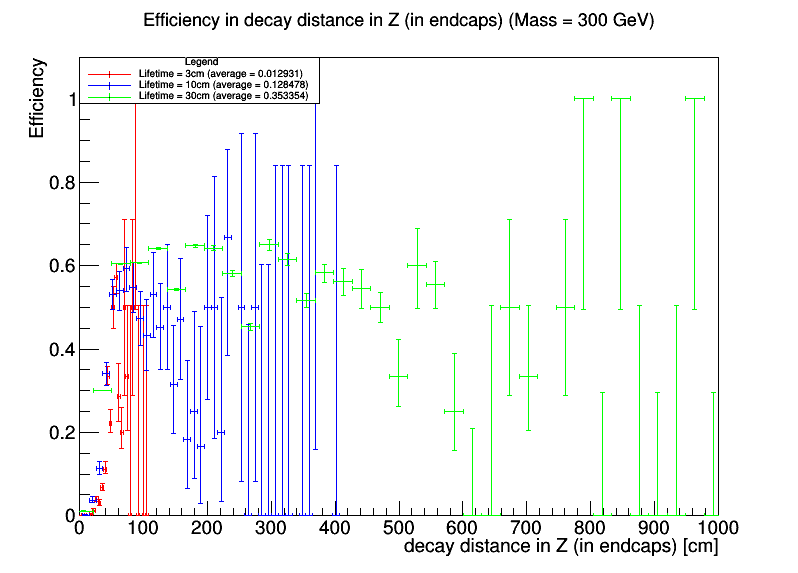 Efficiency in decay distance in Z (in endcaps) (Mass = 300 GeV)
Legend
Lifetime = 3cm (average = 0.012931)
Lifetime = 10cm (average = 0.128478)
Lifetime = 30cm (average = 0.353354)
Efficiency
1
0.8
0.6
0.4
0.2
0
0 100 200 300 400 500 600 700 800 900 1000
decay distance in Z (in endcaps) [cm]